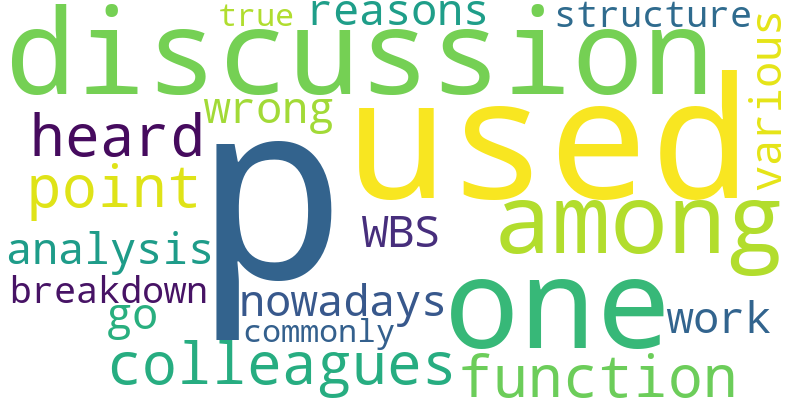 true reasons structure
discussion
various
wrong used
heard p
point among
WBS
analysis
breakdown nowadays one work
go commonly
colleagues function